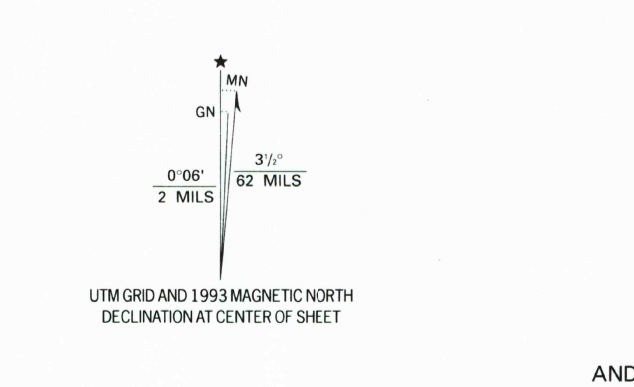 ★
MN
GN
3½°
62 MILS
0°06'
2 MILS
UTM GRID AND 1993 MAGNETIC NORTH
DECLINATION AT CENTER OF SHEET
AND